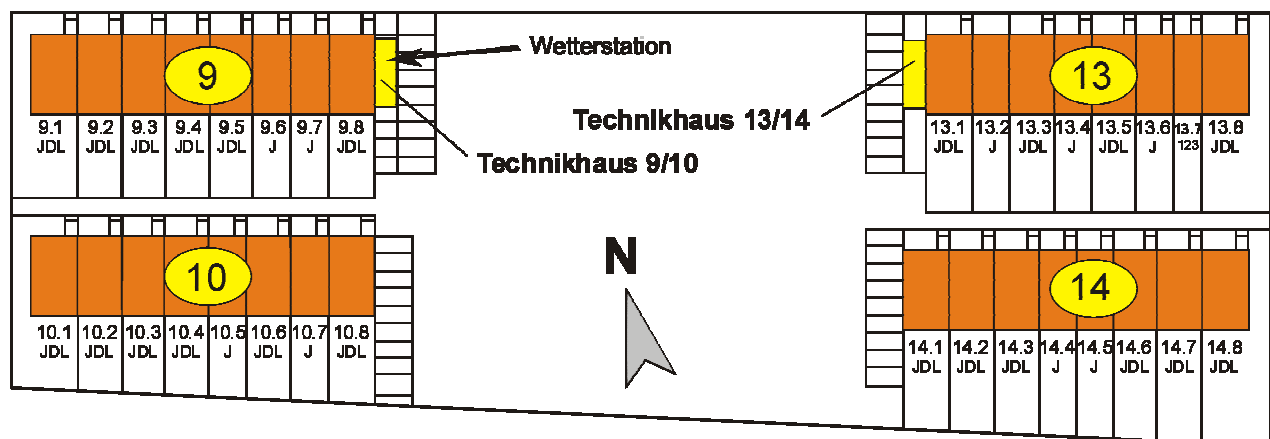 9
Wetterstation
13
Technikhaus 13/14
9.1 9.2 9.3 9.4 9.5 9.6 9.7 9.8
JDL JDL JDL JDL JDL J J JDL
Technikhaus 9/10
13.1 13.2 13.3 13.4 13.5 13.6 13.7 13.8
JDL J JDL J JDL J 123 JDL
10
N
14
10.1 10.2 10.3 10.4 10.5 10.6 10.7 10.8
JDL JDL JDL JDL J JDL J JDL
14.1 14.2 14.3 14.4 14.5 14.6 14.7 14.8
JDL JDL JDL J J JDL JDL JDL